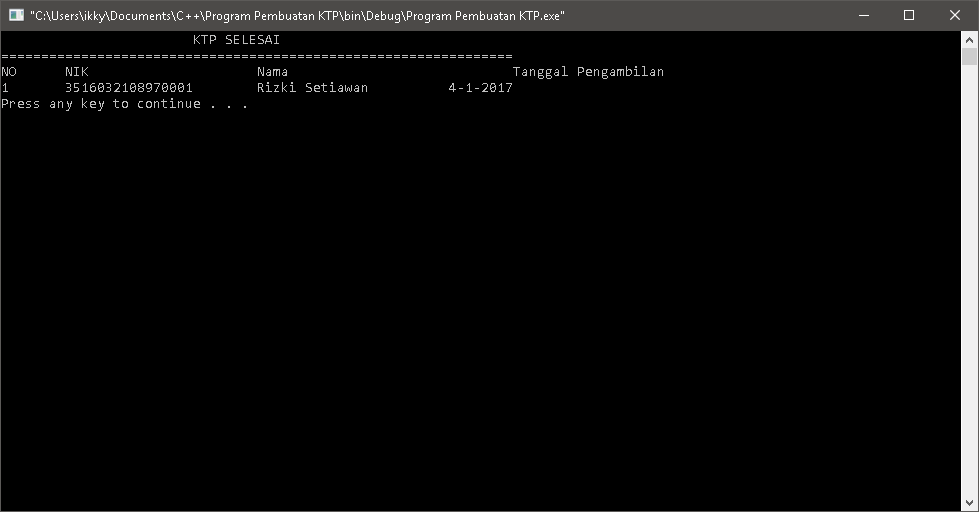 "C:\Users\ikky\Documents\C++\Program Pembuatan KTP\bin\Debug\Program Pembuatan KTP.exe"
KTP SELESAI
================================================================
NO      NIK                     Nama                            Tanggal Pengambilan
1       3516032108970001        Rizki Setiawan          4-1-2017
Press any key to continue . . .